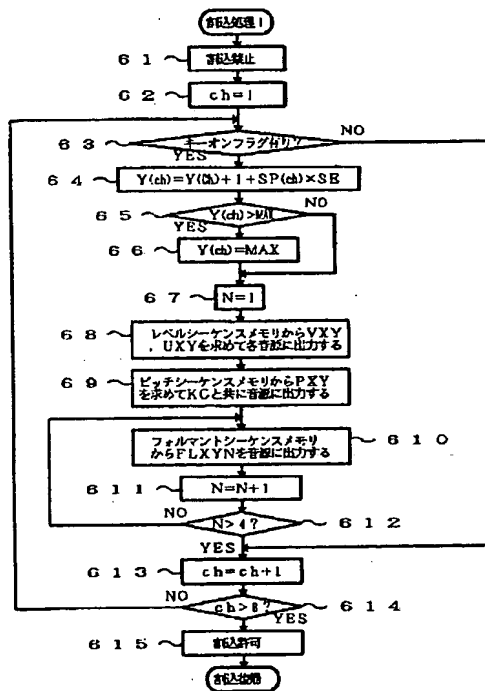 割込処理1
61
割込禁止
62
ch=1
63
キーオンフラグ有り?
NO
YES
64
Y(ch)=Y(Ch)+1+SP(ch)×SE
65
Y(ch)>MAX
NO
YES
66
Y(ch)=MAX
67
N=1
68
レベルシーケンスメモリからVXY
,UXYを求めて各音源に出力する
69
ピッチシーケンスメモリからPXY
を求めてKCと共に音源に出力する
フォルマントシーケンスメモリ
からFLXYNを音源に出力する
610
611
N=N+1
NO
N>4?
612
YES
613
ch=ch+1
NO
ch>8?
614
YES
615
割込許可